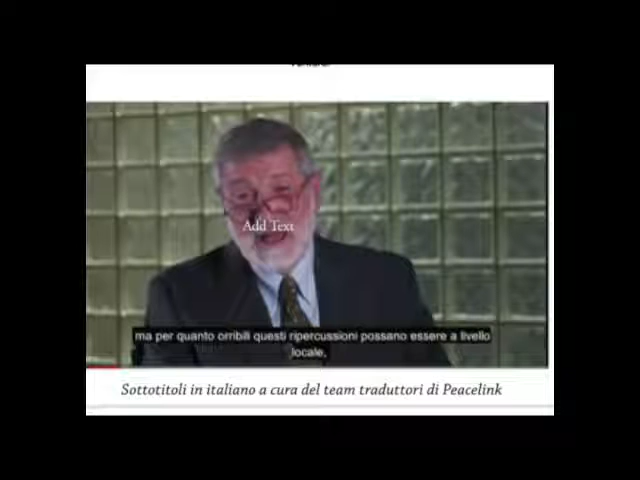 Add Text
ma per quanto orribili questi ripercussioni possano essere a livello
locale,
Sottotitoli in italiano a cura del team traduttori di Peacelink